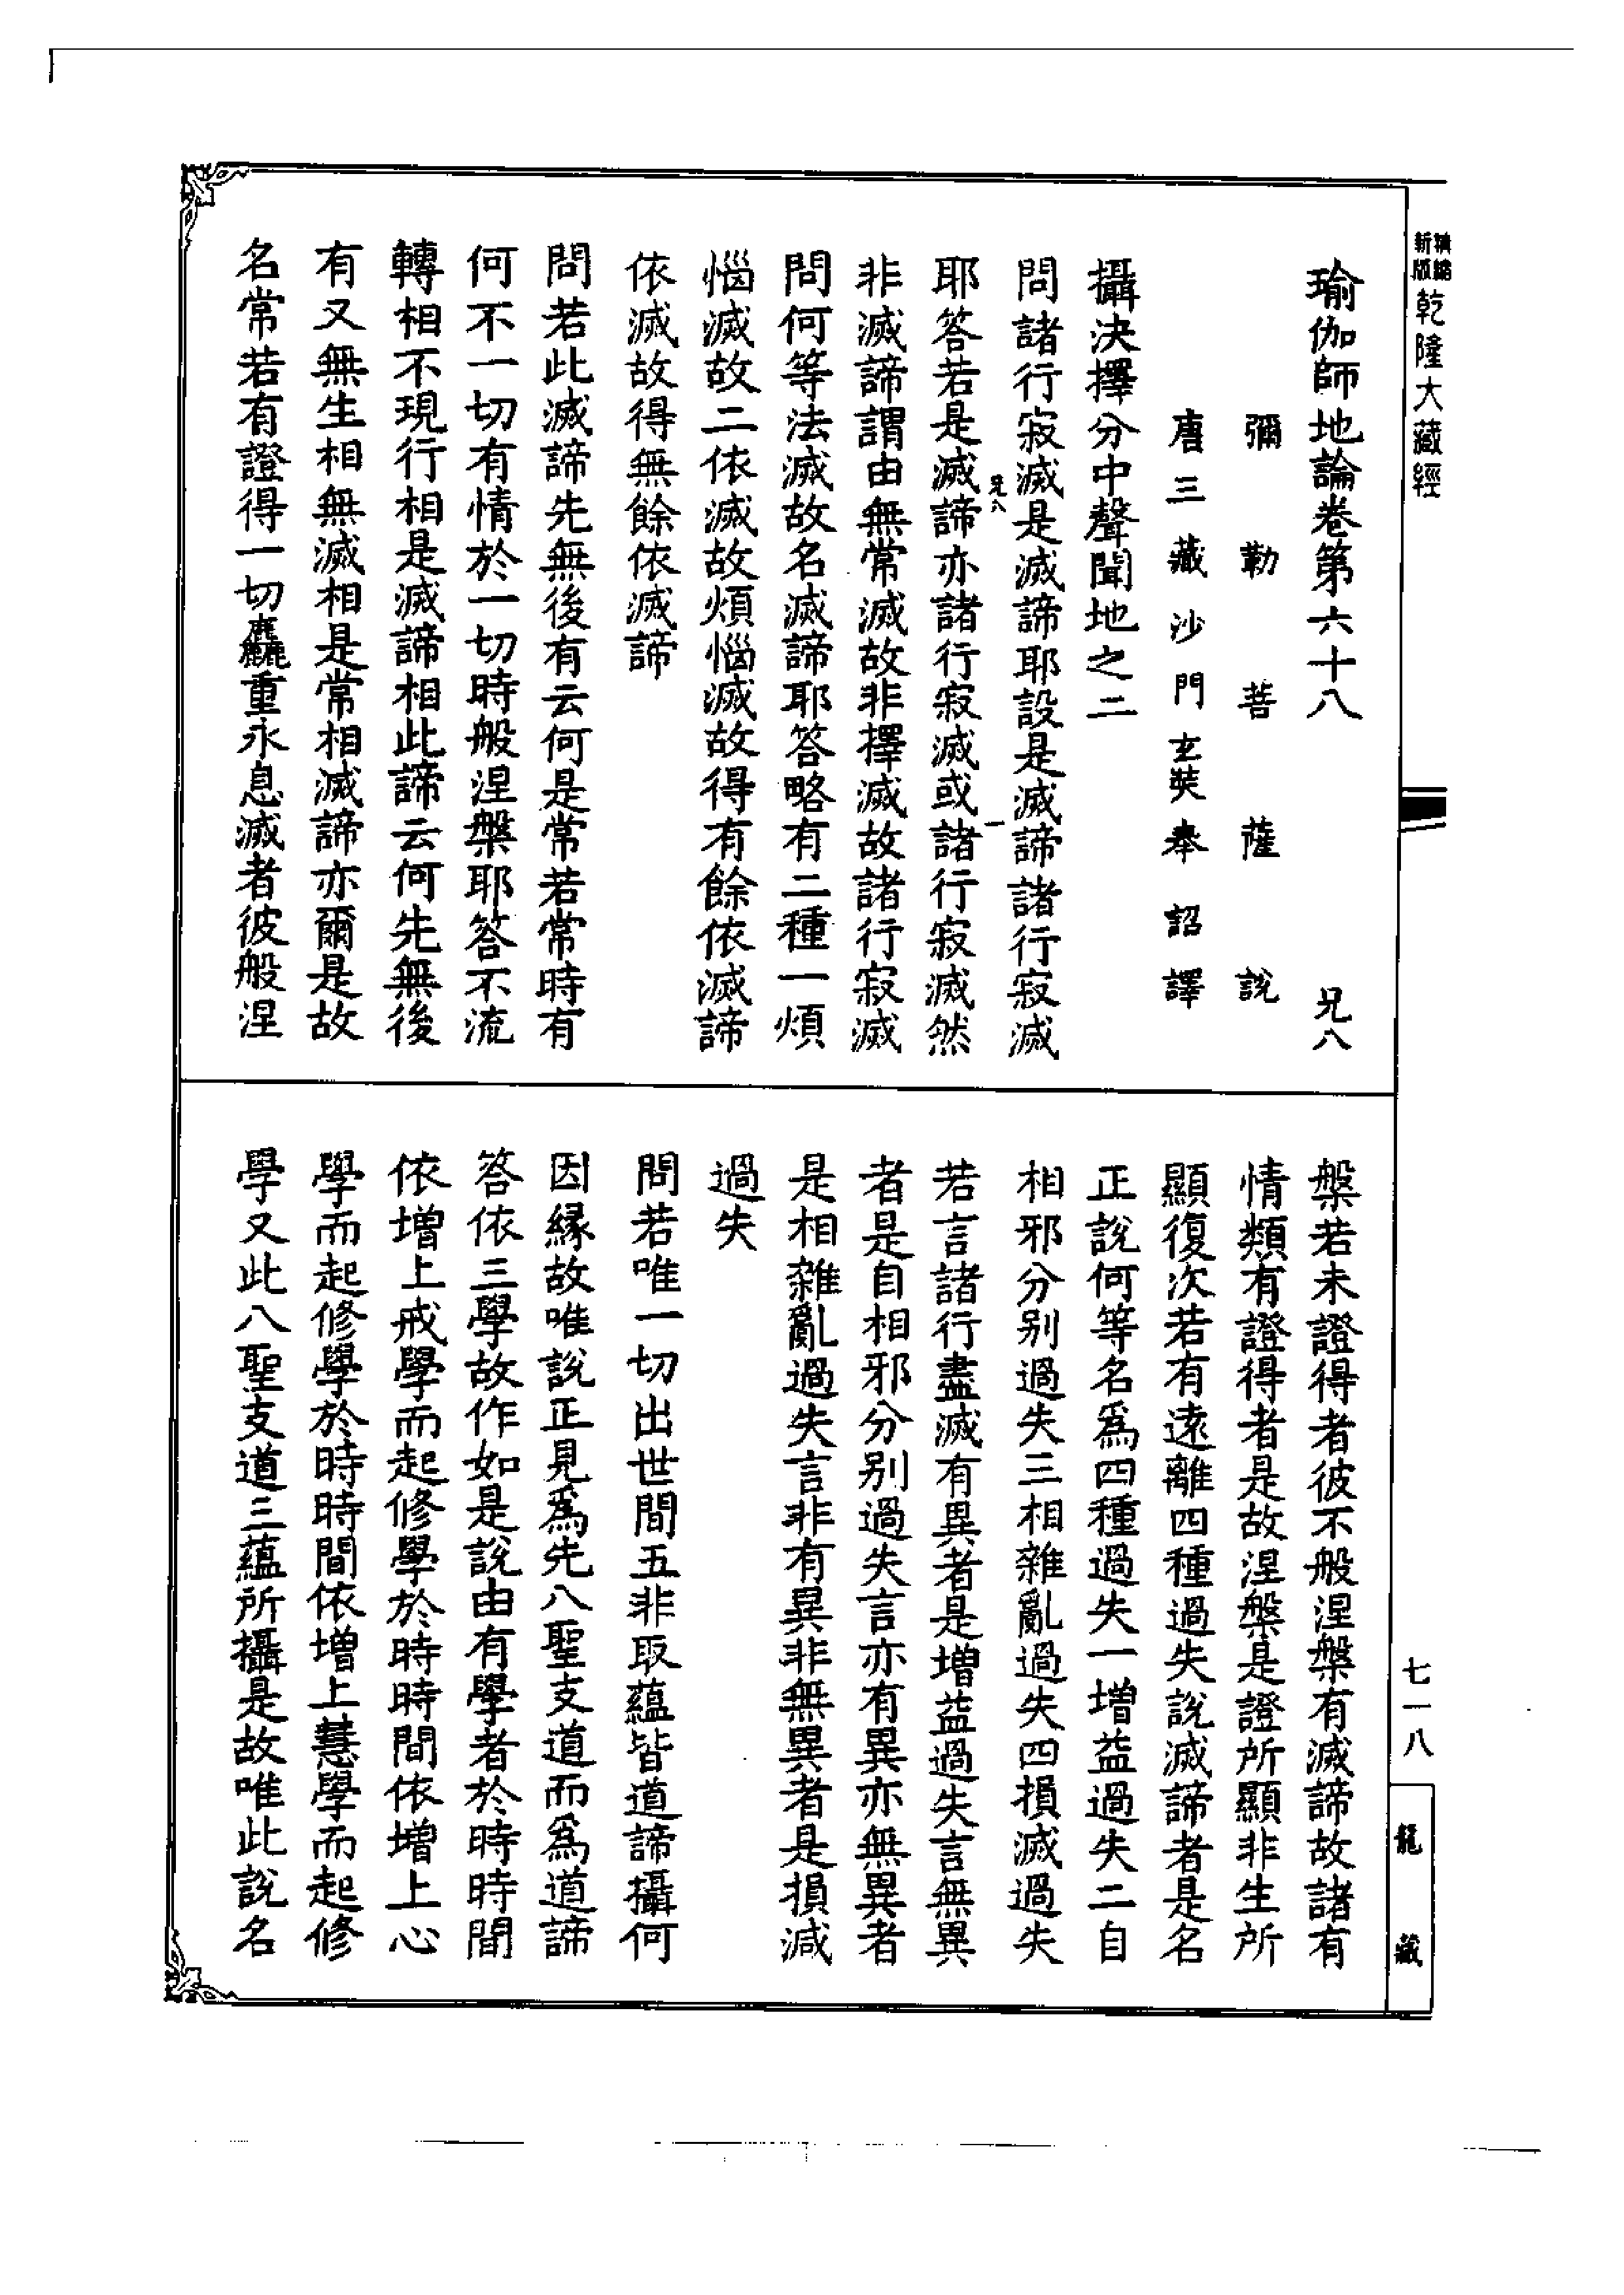 新版精縮乾隆大藏經
瑜伽師地論卷第六十八　兄八
彌勒菩薩說
唐三藏沙門玄奘奉詔譯
攝決擇分中聲聞地之二
問諸行寂滅是滅諦耶設是滅諦諸行寂滅
兄八　一
耶答若是滅諦亦諸行寂滅或諸行寂滅然
非滅諦謂由無常滅故非擇滅故諸行寂滅
問何等法滅故名滅諦耶答略有二種一煩
惱滅故二依滅故煩惱滅故得有餘依滅諦
依滅故得無餘依滅諦
問若此滅諦先無後有云何是常若常時有
何不一切有情於一切時般涅槃耶答不流
轉相不現行相是滅諦相此諦云何先無後
有又無生相無滅相是常相滅諦亦爾是故
名常若有證得一切麤重永息滅者彼般涅
槃若未證得者彼不般涅槃有滅諦故諸有
情類有證得者是故涅槃是證所顯非生所
顯復次若有遠離四種過失說滅諦者是名
正說何等名爲四種過失一增益過失二自
相邪分別過失三相雜亂過失四損減過失
若言諸行盡滅有異者是增益過失言無異
者是自相邪分別過失言亦有異亦無異者
是相雜亂過失言非有異非無異者是損減
過失
問若唯一切出世間五非取蘊皆道諦攝何
因緣故唯說正見爲先八聖支道而爲道諦
答依三學故作如是說由有學者於時時間
依增上戒學而起修學於時時間依增上心
學而起修學於時時間依增上慧學而起修
學又此八聖支道三蘊所攝是故唯此說名
七一八
龍藏